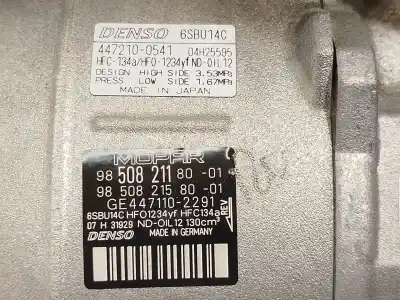 DENSO 6SBU14C
447210-0541 04H25595
HFC-134a/HFO-1234yf ND-OIL12
DESIGN HIGH SIDE 3.53MPa
PRESS LOW SIDE 1.67MPa
MADE IN JAPAN
MOPAR
98 508 211 80 -01
98 508 215 80 -01
GE447110-2291
6SBU14C HFO1234yf HFC134a
07 H 31929 ND-OIL12 130cm³
DENSO MADE IN GERMANY
REV